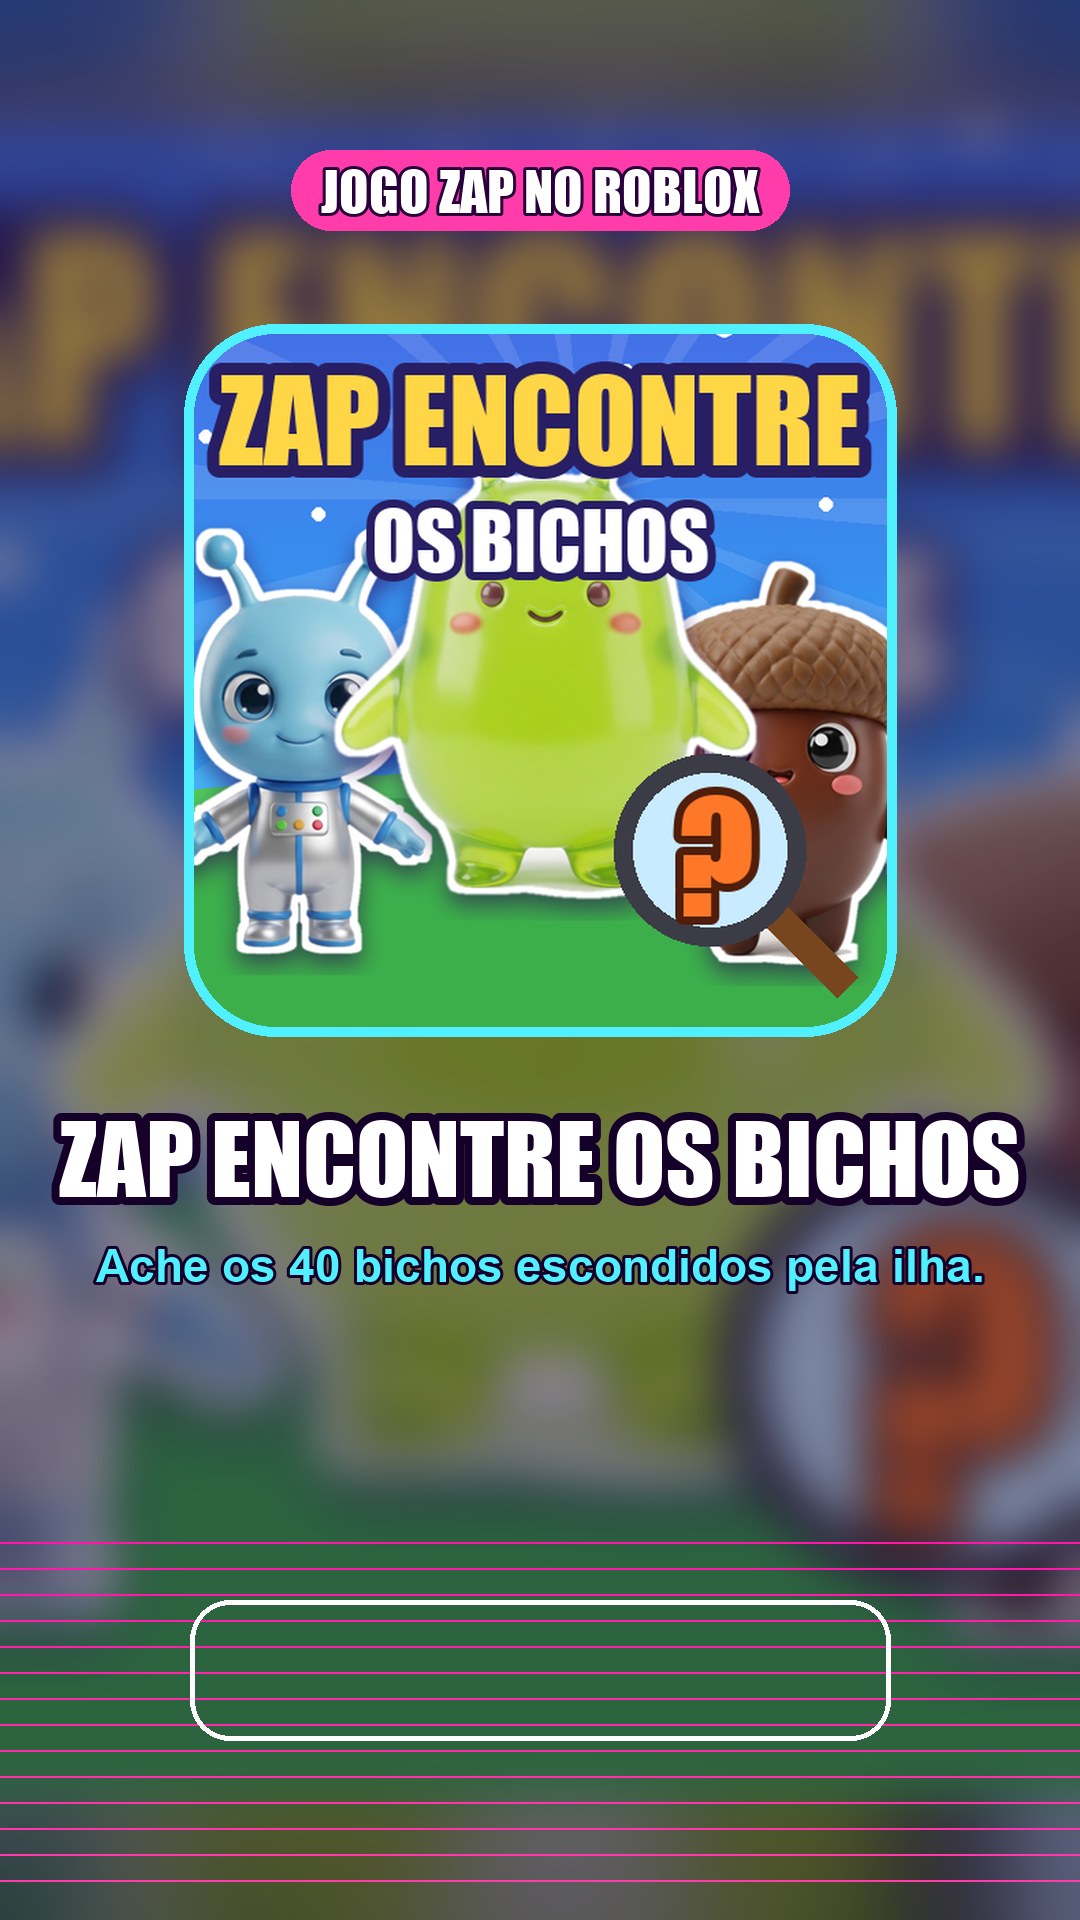 JOGO ZAP NO ROBLOX
ZAP ENCONTRE
OS BICHOS
?
ZAP ENCONTRE OS BICHOS
Ache os 40 bichos escondidos pela ilha.